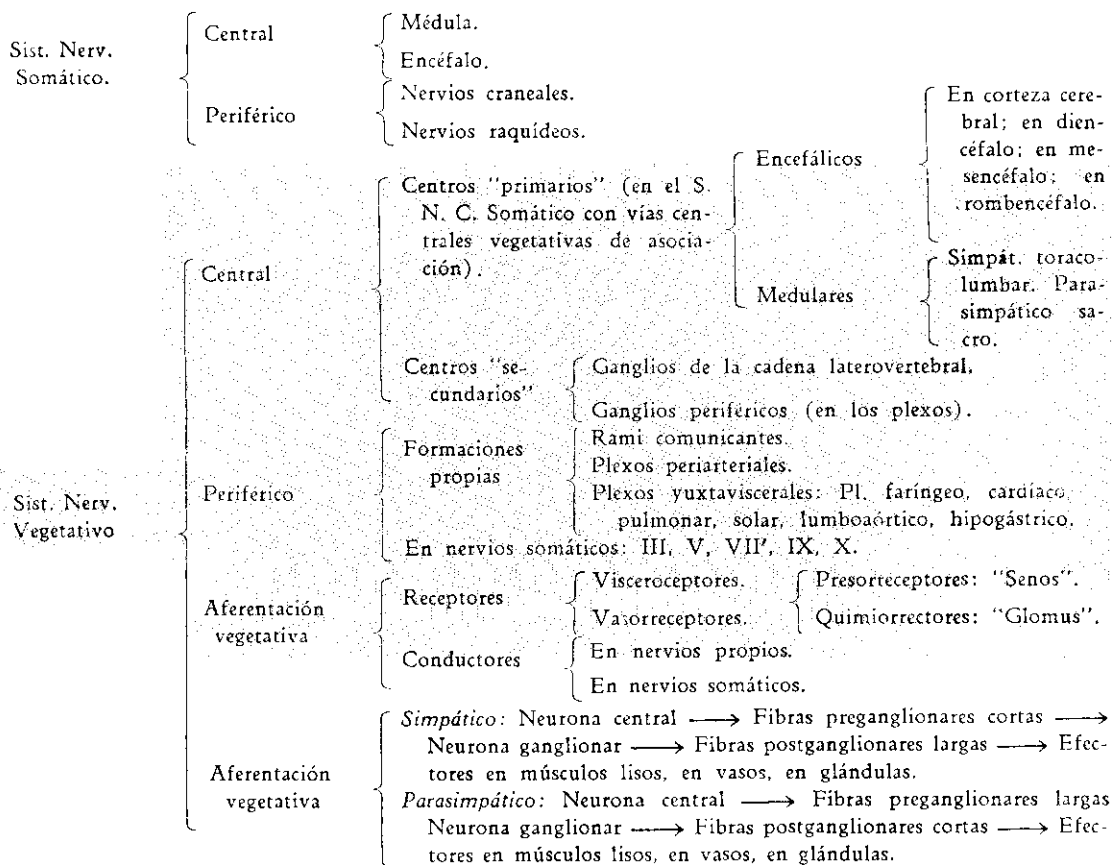 Sist. Nerv.
Somático.
Central
Médula.
Encéfalo.
Periférico
Nervios craneales.
Nervios raquídeos.
Sist. Nerv.
Vegetativo
Central
Centros "primarios" (en el S.
N. C. Somático con vías cen-
trales vegetativas de asocia-
ción).
Encefálicos
En corteza cere-
bral; en dien-
céfalo; en me-
sencéfalo; en
rombencéfalo.
Medulares
Simpát. toraco-
lumbar. Para-
simpático sa-
cro.
Centros "se-
cundarios"
Ganglios de la cadena laterovertebral.
Ganglios periféricos (en los plexos).
Periférico
Formaciones
propias
Rami comunicantes.
Plexos periarteriales.
Plexos yuxtaviscerales: Pl. faríngeo, cardíaco
pulmonar, solar, lumboaórtico, hipogástrico.
En nervios somáticos: III, V, VII', IX, X.
Aferentación
vegetativa
Receptores
Visceroceptores.
Vasorreceptores.
Presorreceptores: "Senos".
Quimiorrectores: "Glomus".
Conductores
En nervios propios.
En nervios somáticos.
Aferentación
vegetativa
Simpático: Neurona central ⟶ Fibras preganglionares cortas ⟶
Neurona ganglionar ⟶ Fibras postganglionares largas ⟶ Efec-
tores en músculos lisos, en vasos, en glándulas.
Parasimpático: Neurona central ⟶ Fibras preganglionares largas
Neurona ganglionar ⟶ Fibras postganglionares cortas ⟶ Efec-
tores en músculos lisos, en vasos, en glándulas.